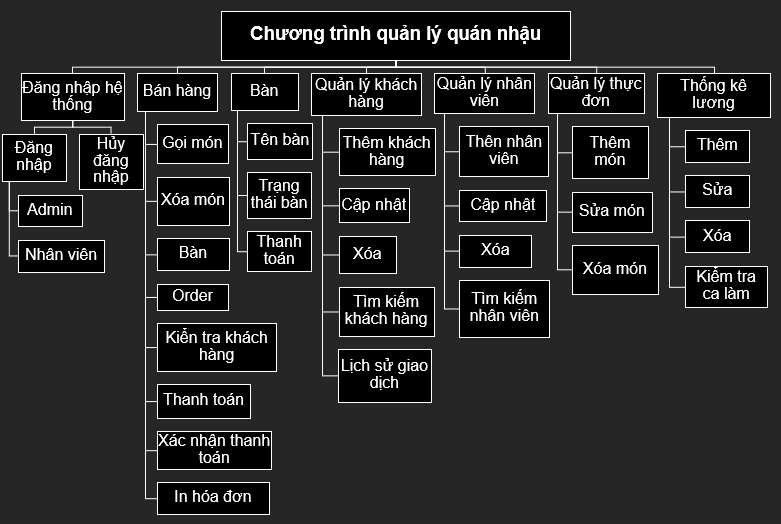 Chương trình quản lý quán nhậu
Đăng nhập hệ
thống
Đăng
nhập
Admin
Nhân viên
Hủy
đăng
nhập
Bán hàng
Gọi món
Xóa món
Bàn
Order
Kiển tra khách
hàng
Thanh toán
Xác nhận thanh
toán
In hóa đơn
Bàn
Tên bàn
Trạng
thái bàn
Thanh
toán
Quản lý khách
hàng
Thêm khách
hàng
Cập nhật
Xóa
Tìm kiếm
khách hàng
Lịch sử giao
dịch
Quản lý nhân
viên
Thên nhân
viên
Cập nhật
Xóa
Tìm kiếm
nhân viên
Quản lý thực
đơn
Thêm
món
Sửa món
Xóa món
Thống kê
lương
Thêm
Sửa
Xóa
Kiểm tra
ca làm